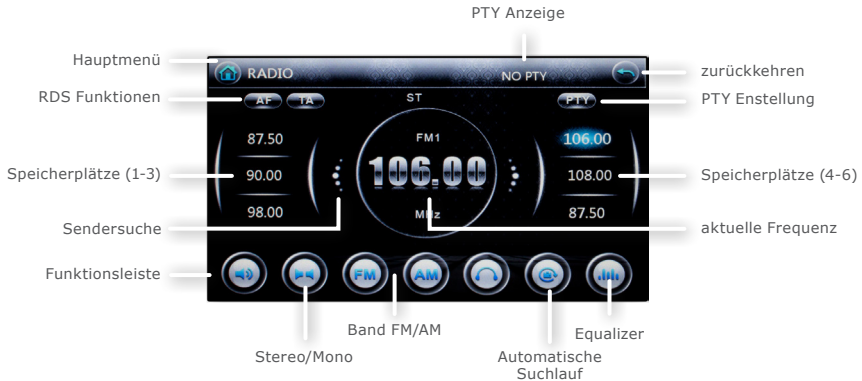 PTY Anzeige
Hauptmenü
RADIO
NO PTY
zurückkehren
RDS Funktionen
AF
TA
ST
PTY
PTY Enstellung
87.50
FM1
106.00
Speicherplätze (1-3)
90.00
106.00
108.00
Speicherplätze (4-6)
98.00
MHz
87.50
Sendersuche
aktuelle Frequenz
Funktionsleiste
FM
AM
Band FM/AM
Equalizer
Stereo/Mono
Automatische
Suchlauf